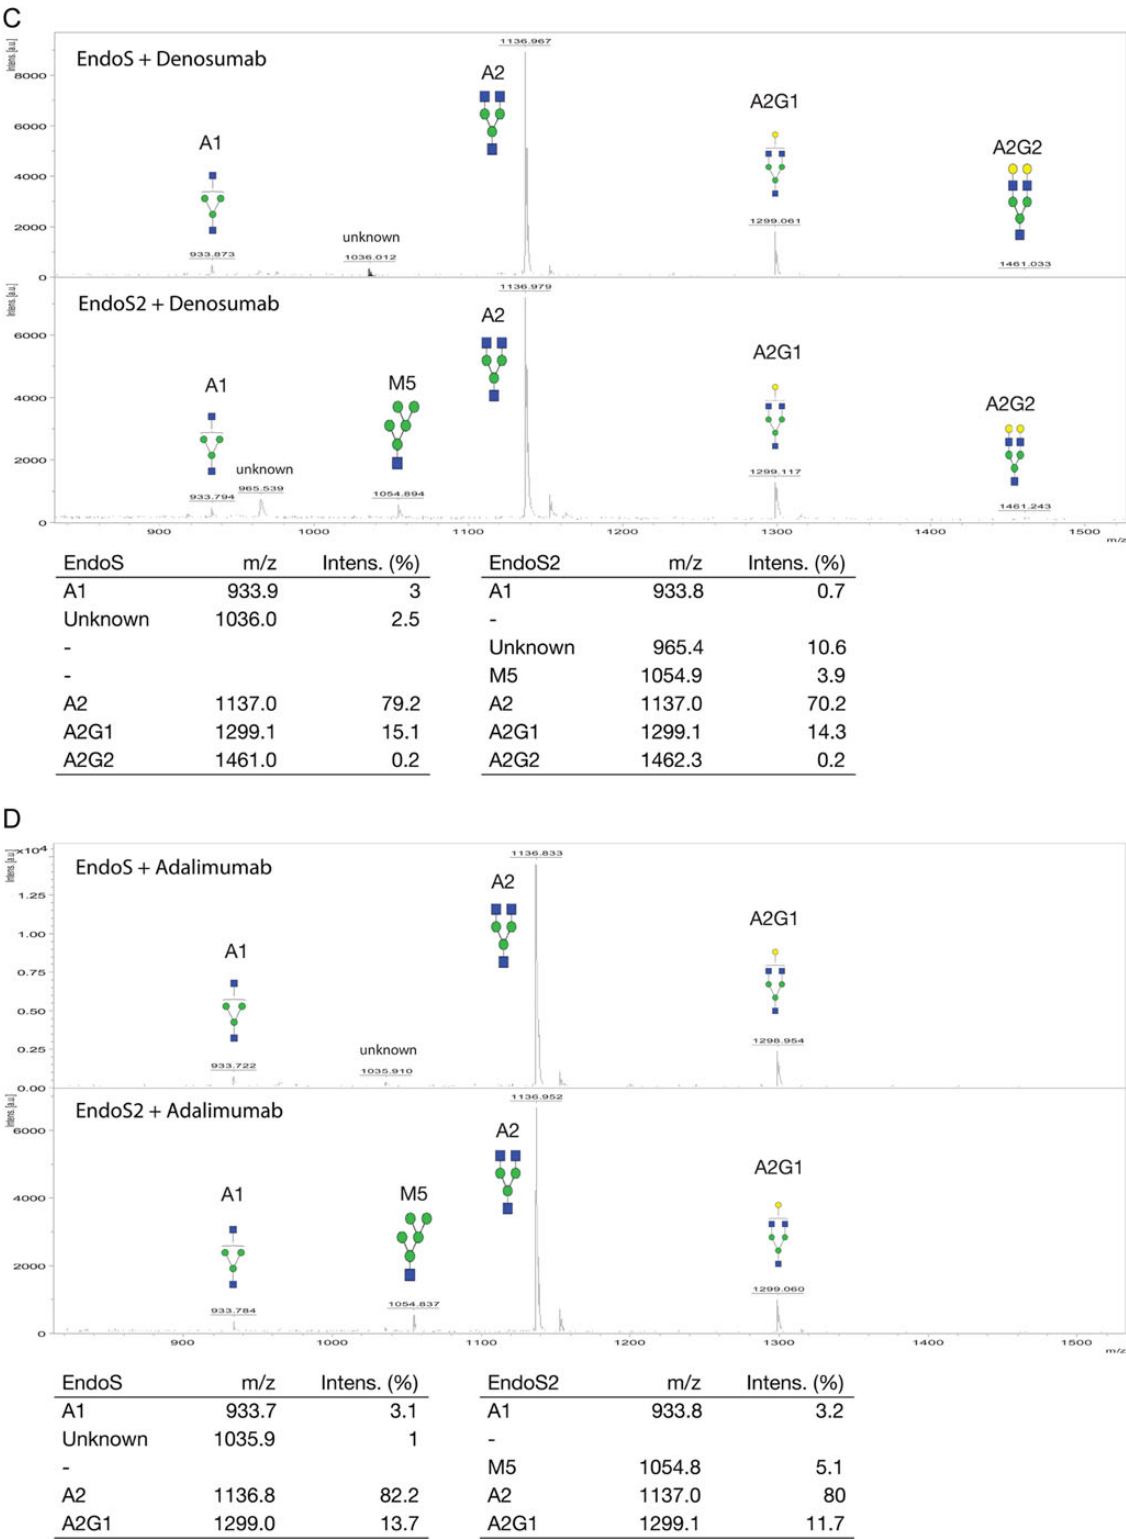 C
Intens. [a.u.]
EndoS + Denosumab
1136.967
8000
6000
4000
2000
0
A1
933.873
unknown
1036.012
A2
A2G1
1299.061
A2G2
1461.033
Intens. [a.u.]
EndoS2 + Denosumab
1136.979
6000
4000
2000
0
A1
933.794
unknown
965.539
M5
1054.894
A2
A2G1
1299.117
A2G2
1461.243
900 1000 1100 1200 1300 1400 1500 m/z
EndoS m/z Intens. (%)
A1 933.9 3
Unknown 1036.0 2.5
-
-
A2 1137.0 79.2
A2G1 1299.1 15.1
A2G2 1461.0 0.2
EndoS2 m/z Intens. (%)
A1 933.8 0.7
-
Unknown 965.4 10.6
M5 1054.9 3.9
A2 1137.0 70.2
A2G1 1299.1 14.3
A2G2 1462.3 0.2
D
Intens. [a.u.]
x10⁴
EndoS + Adalimumab
1136.833
1.25
1.00
0.75
0.50
0.25
0.00
A1
933.722
unknown
1035.910
A2
A2G1
1298.954
Intens. [a.u.]
EndoS2 + Adalimumab
1136.952
6000
4000
2000
0
A1
933.784
M5
1054.837
A2
A2G1
1299.060
900 1000 1100 1200 1300 1400 1500 m/z
EndoS m/z Intens. (%)
A1 933.7 3.1
Unknown 1035.9 1
-
A2 1136.8 82.2
A2G1 1299.0 13.7
EndoS2 m/z Intens. (%)
A1 933.8 3.2
-
M5 1054.8 5.1
A2 1137.0 80
A2G1 1299.1 11.7